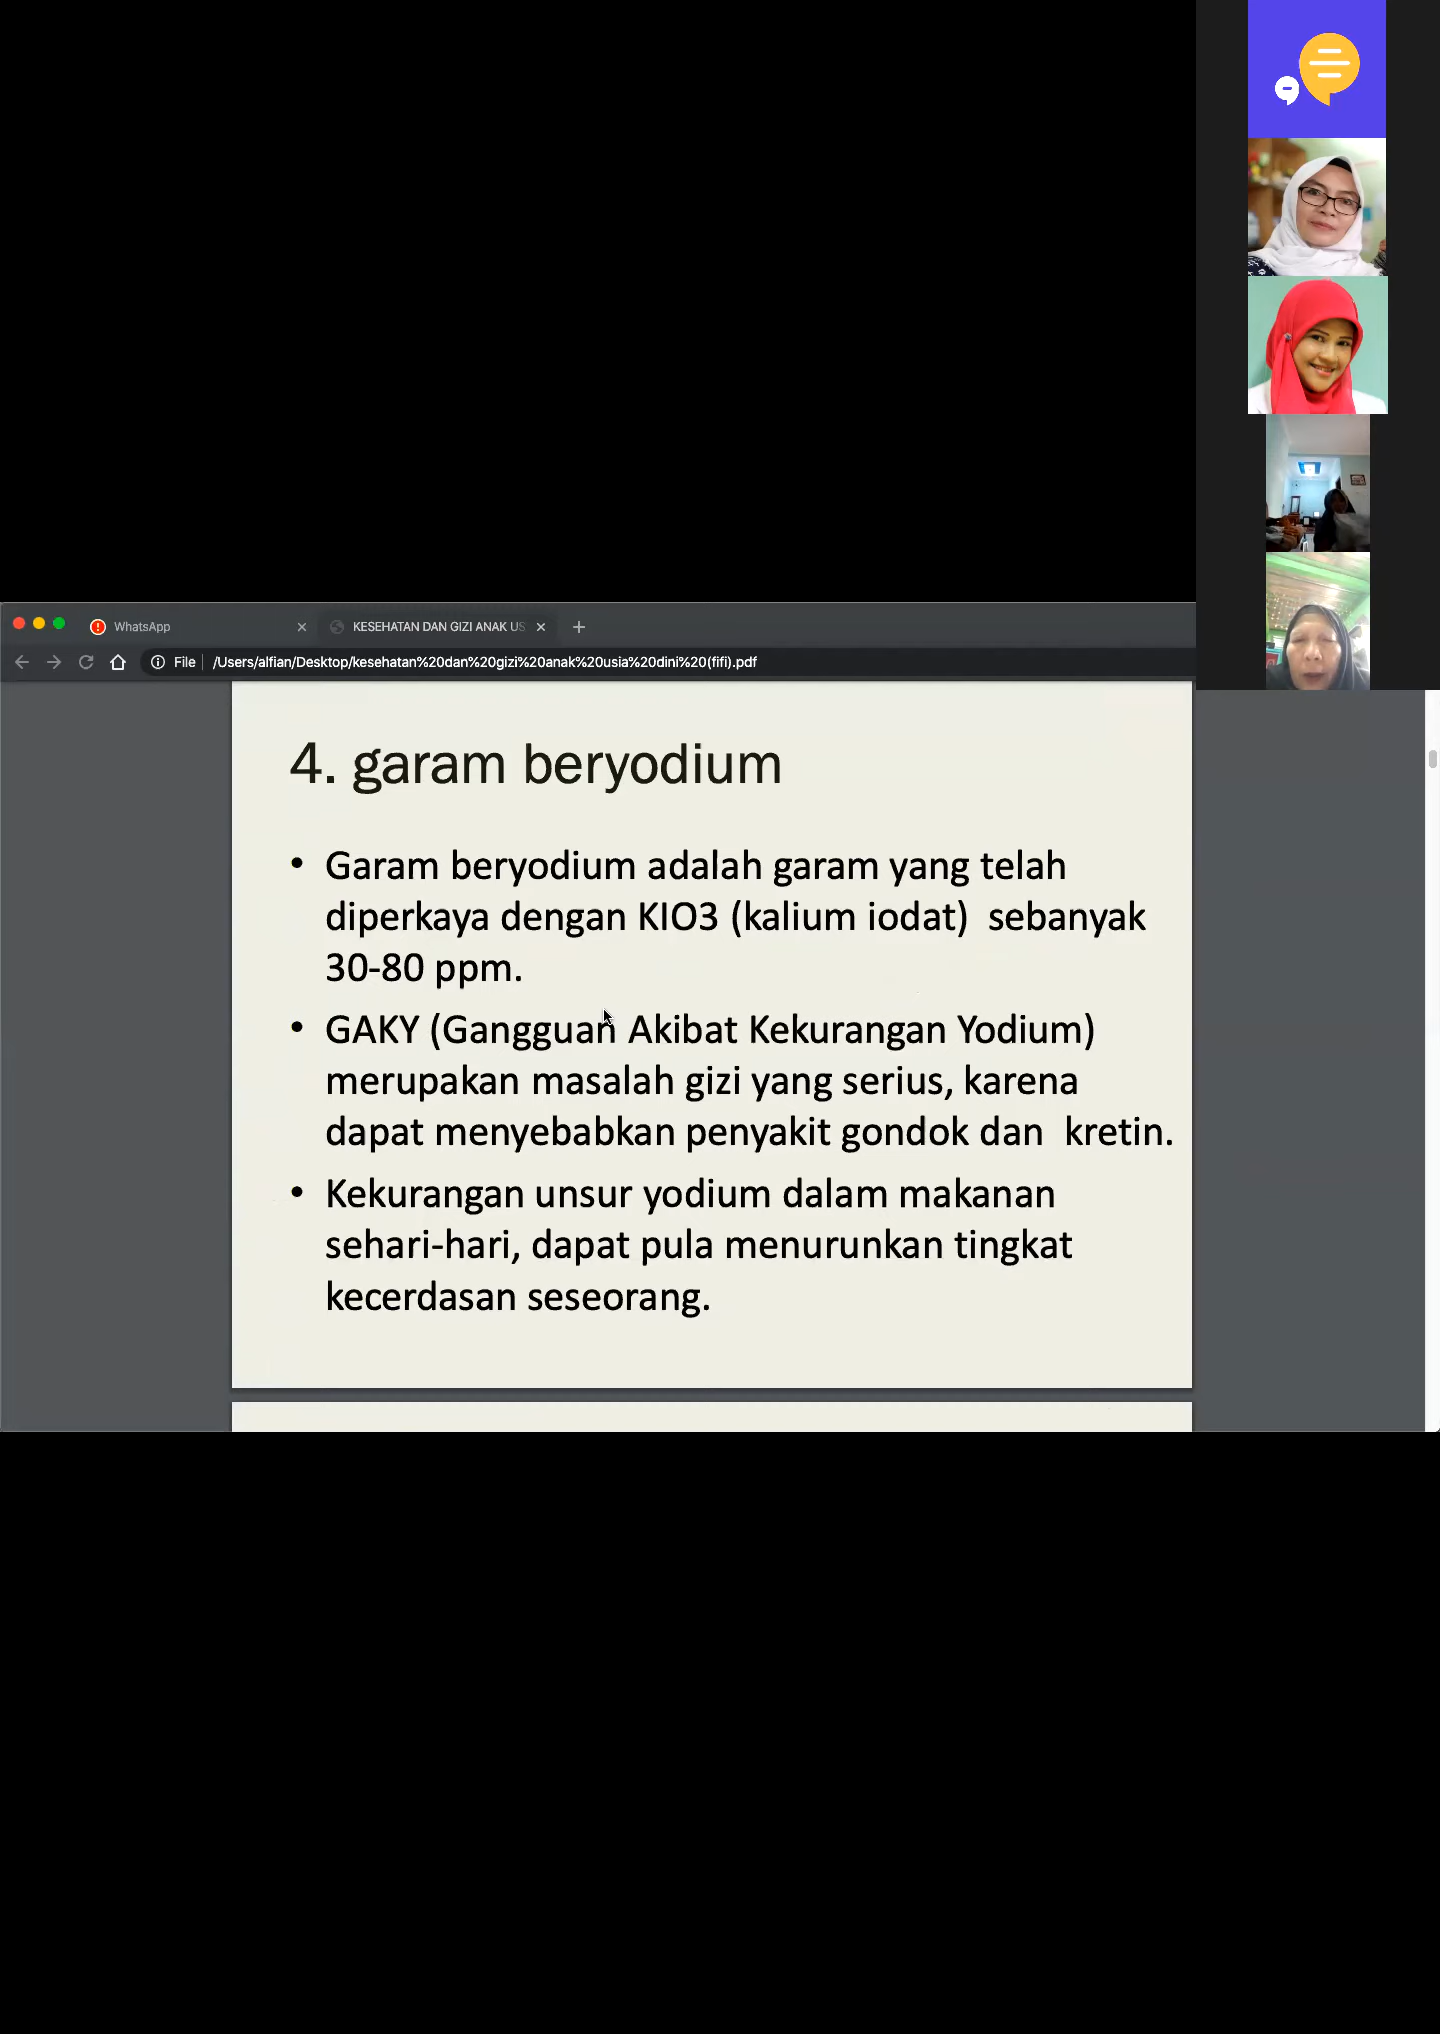 WhatsApp
KESEHATAN DAN GIZI ANAK US
File
/Users/alfian/Desktop/kesehatan%20dan%20gizi%20anak%20usia%20dini%20(fifi).pdf
4. garam beryodium
• Garam beryodium adalah garam yang telah
diperkaya dengan KIO3 (kalium iodat) sebanyak
30-80 ppm.
• GAKY (Gangguan Akibat Kekurangan Yodium)
merupakan masalah gizi yang serius, karena
dapat menyebabkan penyakit gondok dan kretin.
• Kekurangan unsur yodium dalam makanan
sehari-hari, dapat pula menurunkan tingkat
kecerdasan seseorang.